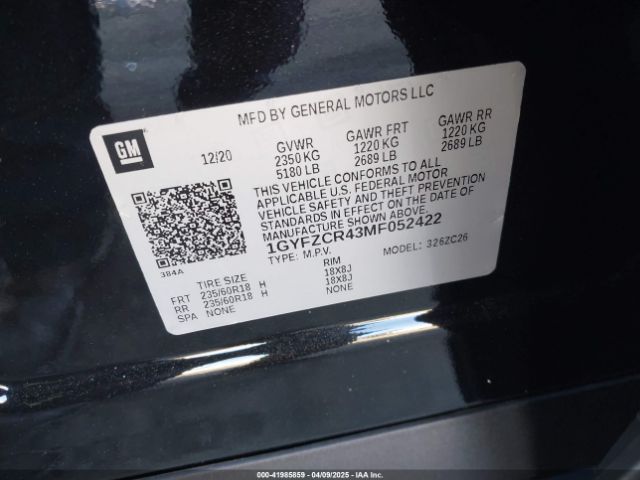 MFD BY GENERAL MOTORS LLC
GM
12/20
GVWR
2350 KG
5180 LB
GAWR FRT
1220 KG
2689 LB
GAWR RR
1220 KG
2689 LB
THIS VEHICLE CONFORMS TO ALL
APPLICABLE U.S. FEDERAL MOTOR
VEHICLE SAFETY AND THEFT PREVENTION
STANDARDS IN EFFECT ON THE DATE OF
MANUFACTURE SHOWN ABOVE.
1GYFZCR43MF052422
TYPE: M.P.V.
MODEL: 326ZC26
384A
TIRE SIZE
RIM
FRT 235/60R18 H 18X8J
RR 235/60R18 H 18X8J
SPA NONE NONE
000-41985859 | 04/09/2025 - IAAI.COM